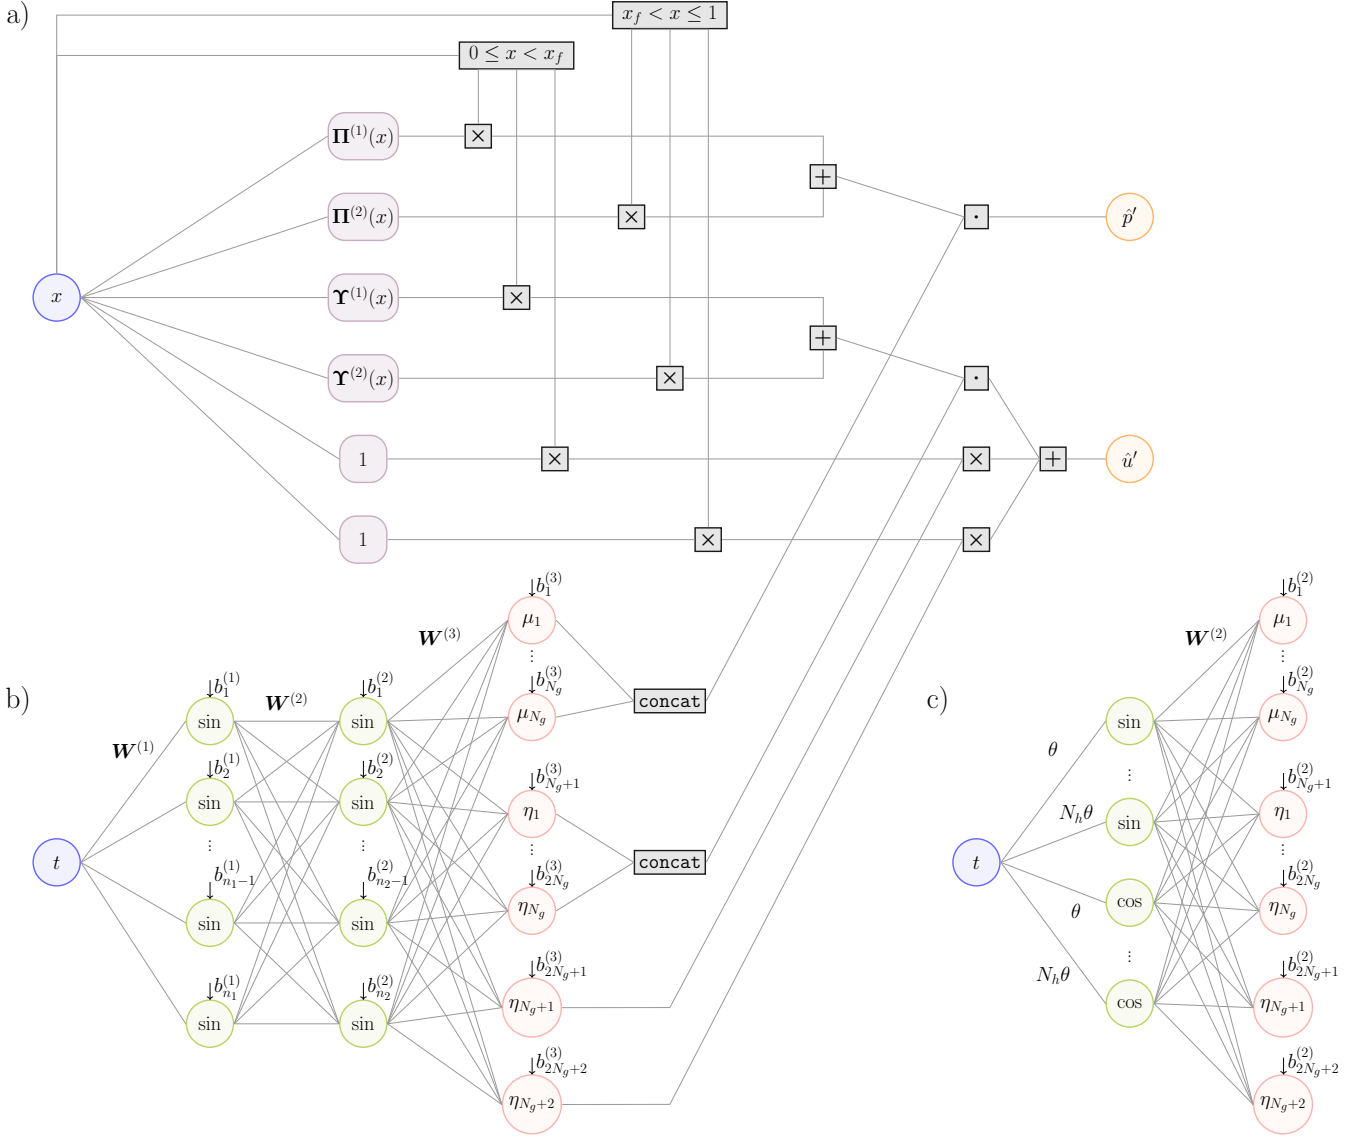 a)
x_f < x ≤ 1
0 ≤ x < x_f
Π^{(1)}(x)
×
+
Π^{(2)}(x)
×
·
p̂′
x
ϒ^{(1)}(x)
×
+
ϒ^{(2)}(x)
×
·
1
×
×
+
û′
1
×
×
b)
t
W^{(1)}
↓b_1^{(1)}
sin
↓b_2^{(1)}
sin
⋮
↓b_{n_1−1}^{(1)}
sin
↓b_{n_1}^{(1)}
sin
W^{(2)}
↓b_1^{(2)}
sin
↓b_2^{(2)}
sin
⋮
↓b_{n_2−1}^{(2)}
sin
↓b_{n_2}^{(2)}
sin
W^{(3)}
↓b_1^{(3)}
μ_1
⋮
↓b_{N_g}^{(3)}
μ_{N_g}
↓b_{N_g+1}^{(3)}
η_1
⋮
↓b_{2N_g}^{(3)}
η_{N_g}
↓b_{2N_g+1}^{(3)}
η_{N_g+1}
↓b_{2N_g+2}^{(3)}
η_{N_g+2}
concat
concat
c)
t
θ
N_hθ
θ
N_hθ
sin
⋮
sin
cos
⋮
cos
W^{(2)}
↓b_1^{(2)}
μ_1
⋮
↓b_{N_g}^{(2)}
μ_{N_g}
↓b_{N_g+1}^{(2)}
η_1
⋮
↓b_{2N_g}^{(2)}
η_{N_g}
↓b_{2N_g+1}^{(2)}
η_{N_g+1}
↓b_{2N_g+2}^{(2)}
η_{N_g+2}